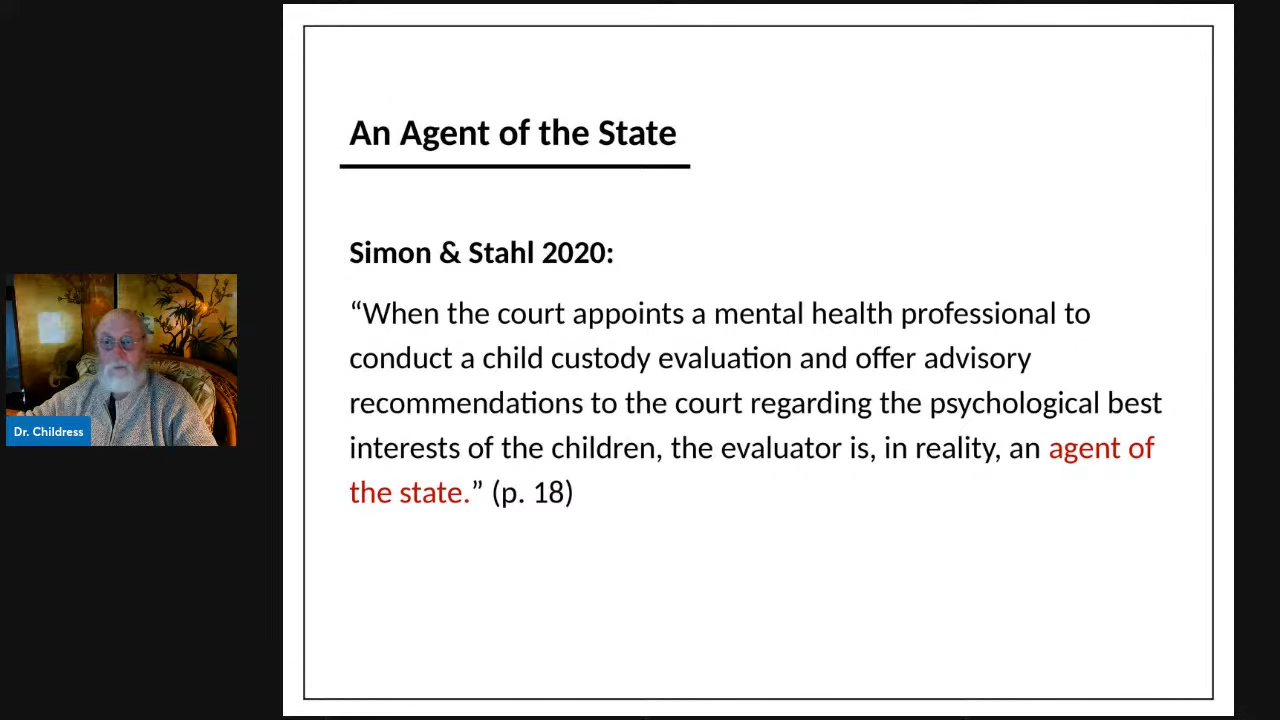 An Agent of the State
Simon & Stahl 2020:
“When the court appoints a mental health professional to
conduct a child custody evaluation and offer advisory
recommendations to the court regarding the psychological best
interests of the children, the evaluator is, in reality, an agent of
the state.” (p. 18)
Dr. Childress